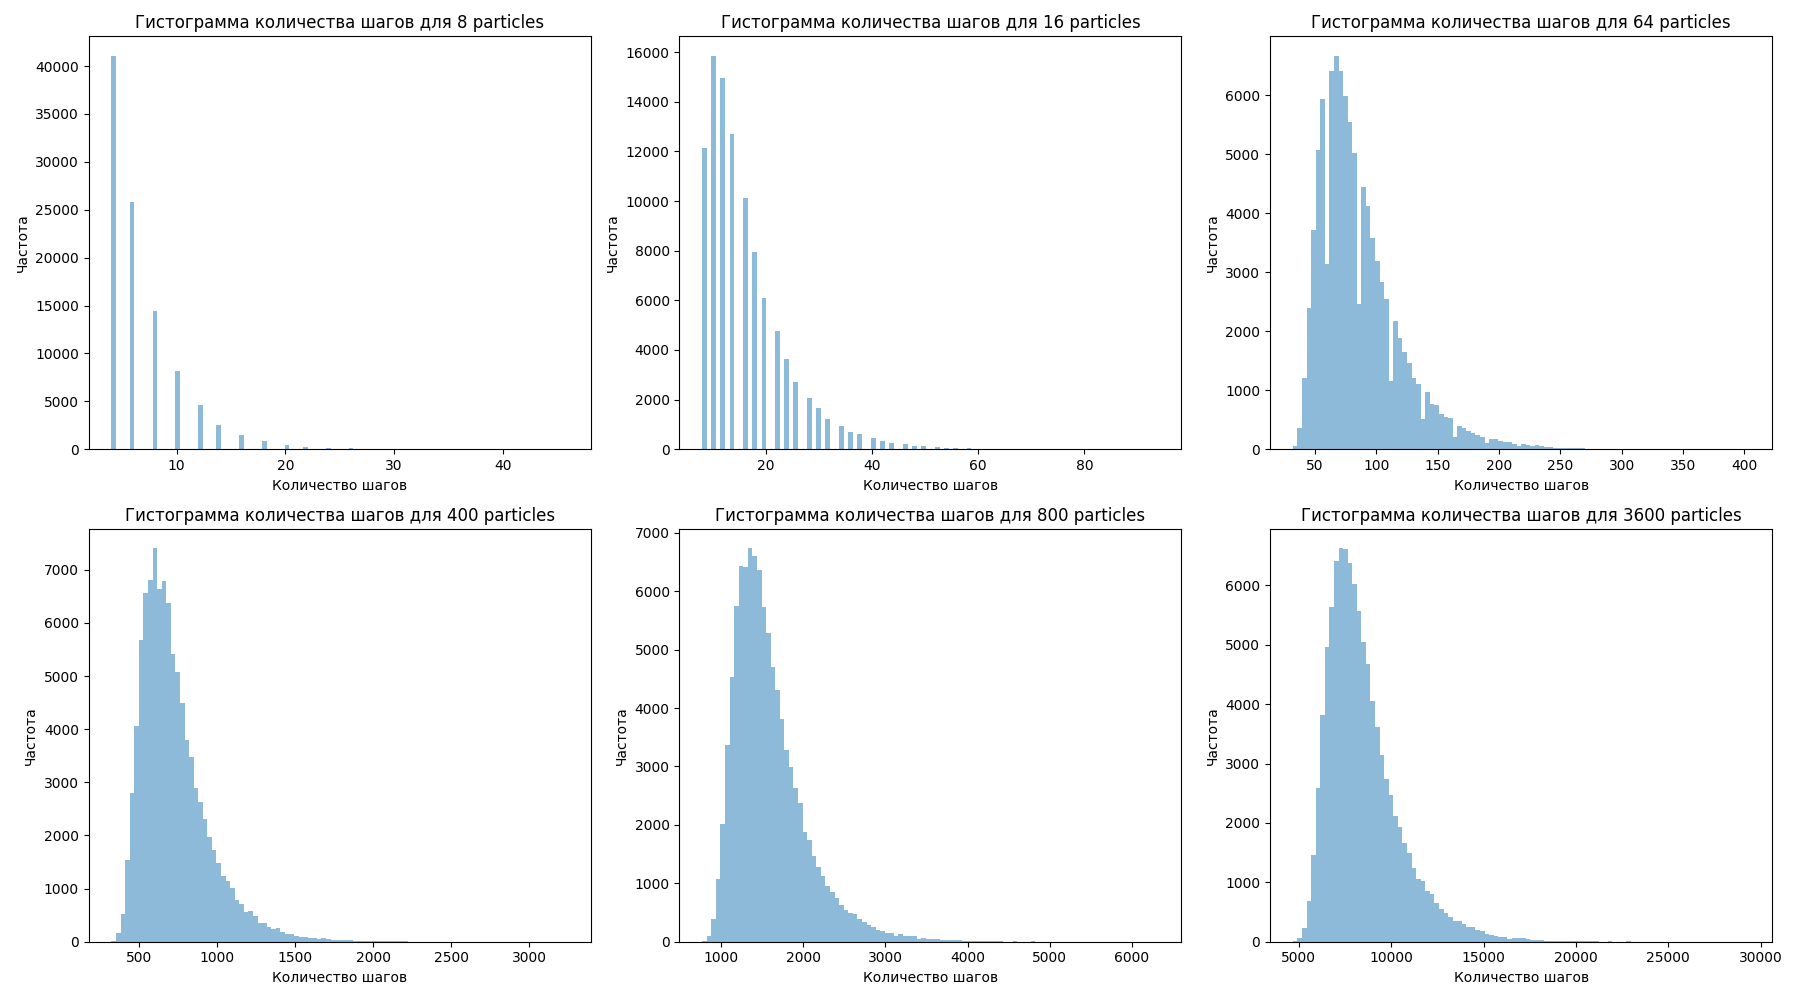 Гистограмма количества шагов для 8 particles
40000
35000
30000
25000
20000
15000
10000
5000
0
Частота
10 20 30 40
Количество шагов
Гистограмма количества шагов для 16 particles
16000
14000
12000
10000
8000
6000
4000
2000
0
Частота
20 40 60 80
Количество шагов
Гистограмма количества шагов для 64 particles
6000
5000
4000
3000
2000
1000
0
Частота
50 100 150 200 250 300 350 400
Количество шагов
Гистограмма количества шагов для 400 particles
7000
6000
5000
4000
3000
2000
1000
0
Частота
500 1000 1500 2000 2500 3000
Количество шагов
Гистограмма количества шагов для 800 particles
7000
6000
5000
4000
3000
2000
1000
0
Частота
1000 2000 3000 4000 5000 6000
Количество шагов
Гистограмма количества шагов для 3600 particles
6000
5000
4000
3000
2000
1000
0
Частота
5000 10000 15000 20000 25000 30000
Количество шагов